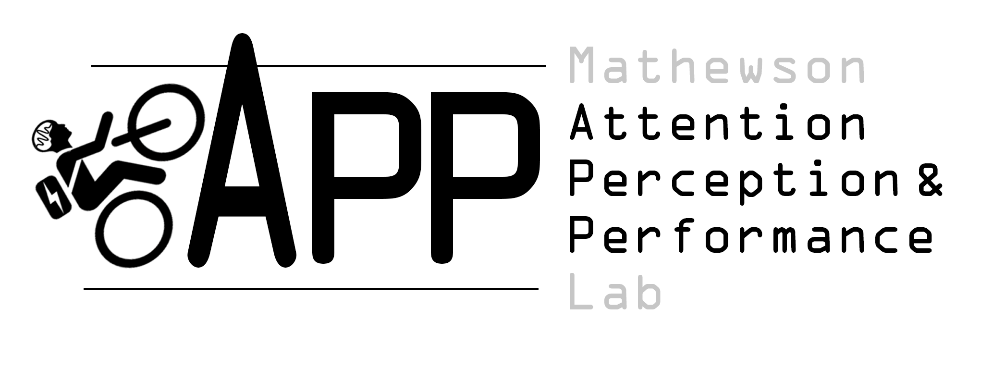 APP
Mathewson
Attention
Perception &
Performance
Lab